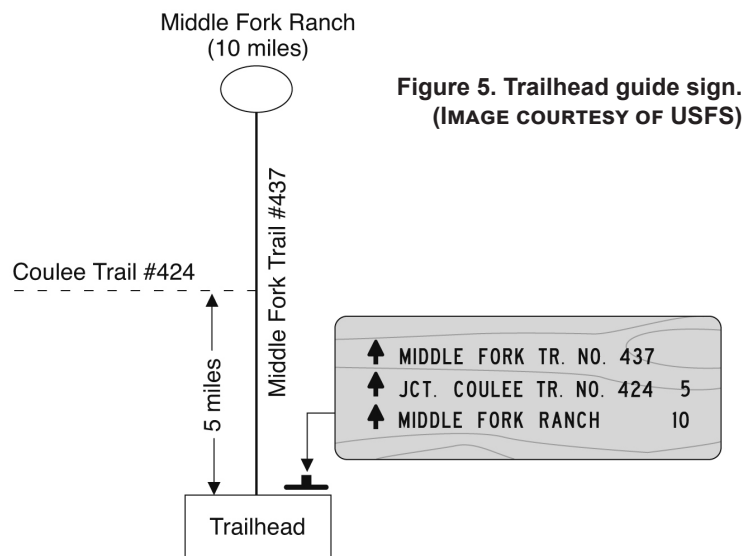 Middle Fork Ranch
(10 miles)
Figure 5. Trailhead guide sign.
(IMAGE COURTESY OF USFS)
Middle Fork Trail #437
Coulee Trail #424
5 miles
MIDDLE FORK TR. NO. 437
JCT. COULEE TR. NO. 424 5
MIDDLE FORK RANCH 10
Trailhead